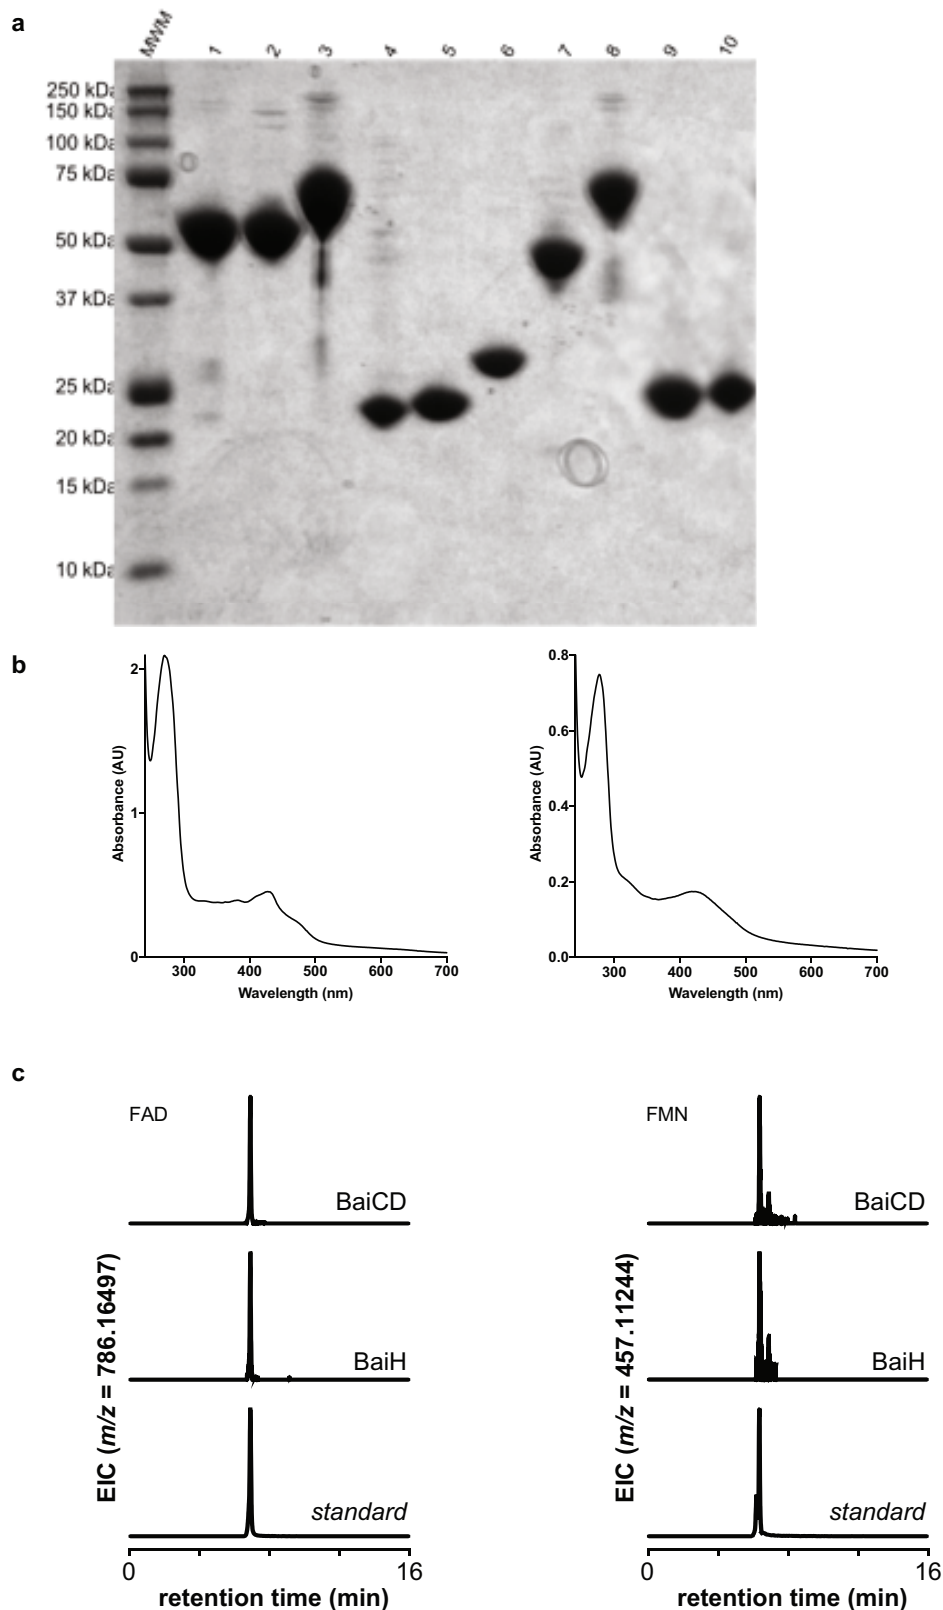 a
MWM 1 2 3 4 5 6 7 8 9 10
250 kDa
150 kDa
100 kDa
75 kDa
50 kDa
37 kDa
25 kDa
20 kDa
15 kDa
10 kDa
b
Absorbance (AU)
2
1
0
300 400 500 600 700
Wavelength (nm)
Absorbance (AU)
0.8
0.6
0.4
0.2
0.0
300 400 500 600 700
Wavelength (nm)
c
FAD
BaiCD
BaiH
standard
EIC (m/z = 786.16497)
0 16
retention time (min)
FMN
BaiCD
BaiH
standard
EIC (m/z = 457.11244)
0 16
retention time (min)